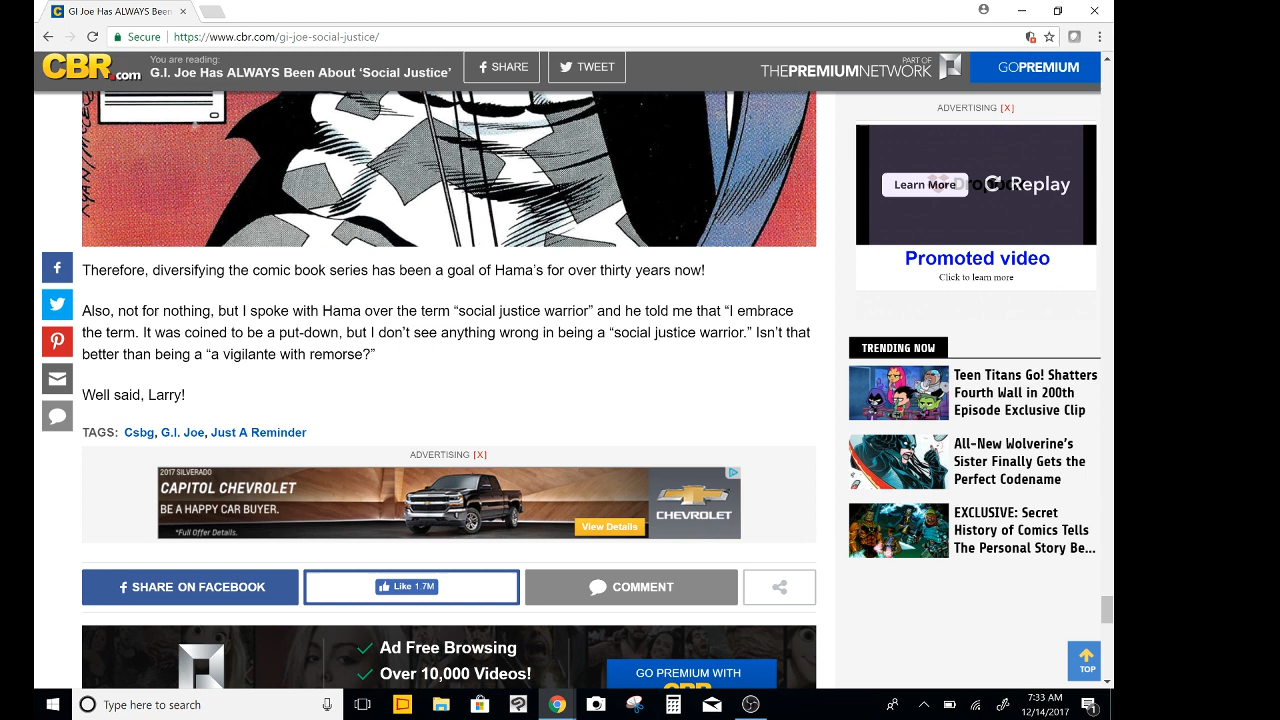 GI Joe Has ALWAYS Been
Secure
https://www.cbr.com/gi-joe-social-justice/
CBR.com
You are reading:
G.I. Joe Has ALWAYS Been About ‘Social Justice’
SHARE
TWEET
PART OF
THEPREMIUMNETWORK
GOPREMIUM
Therefore, diversifying the comic book series has been a goal of Hama’s for over thirty years now!
Also, not for nothing, but I spoke with Hama over the term “social justice warrior” and he told me that “I embrace
the term. It was coined to be a put-down, but I don’t see anything wrong in being a “social justice warrior.” Isn’t that
better than being a “a vigilante with remorse?”
Well said, Larry!
TAGS: Csbg, G.I. Joe, Just A Reminder
ADVERTISING [X]
2017 SILVERADO
CAPITOL CHEVROLET
BE A HAPPY CAR BUYER.
*Full Offer Details.
View Details
CHEVROLET
SHARE ON FACEBOOK
Like 1.7M
COMMENT
Ad Free Browsing
Over 10,000 Videos!
GO PREMIUM WITH
CBR
ADVERTISING [X]
Learn More
Replay
Promoted video
Click to learn more
TRENDING NOW
Teen Titans Go! Shatters
Fourth Wall in 200th
Episode Exclusive Clip
All-New Wolverine’s
Sister Finally Gets the
Perfect Codename
EXCLUSIVE: Secret
History of Comics Tells
The Personal Story Be...
TOP
Type here to search
7:33 AM
12/14/2017
1